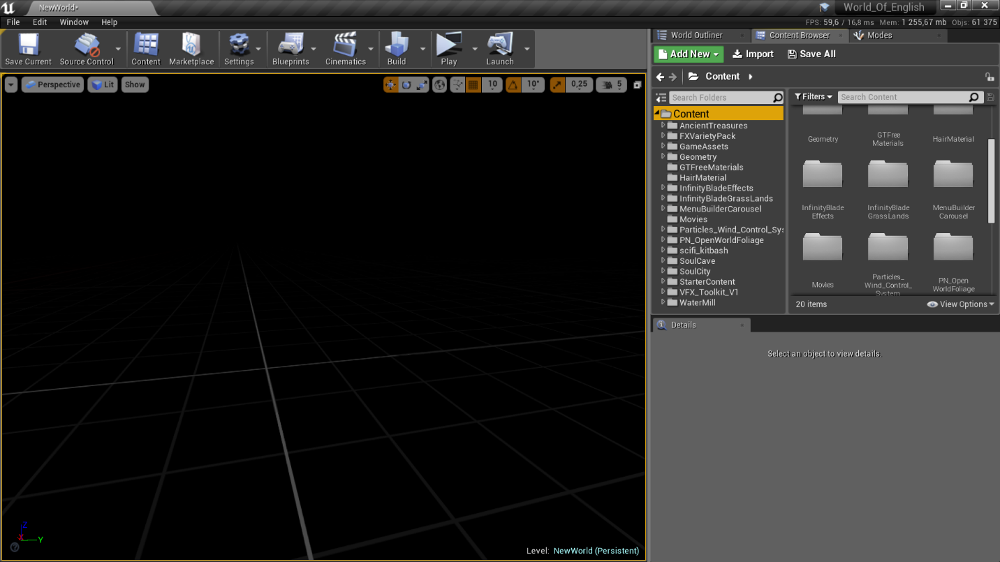 NewWorld*
World_Of_English
File Edit Window Help
FPS: 59,6 / 16,8 ms Mem: 1 255,67 mb Objs: 61 375
Save Current Source Control Content Marketplace Settings Blueprints Cinematics Build Play Launch
World Outliner Content Browser Modes
Add New Import Save All
Content
Perspective Lit Show 10 10° 0,25 5
Search Folders
Filters Search Content
Content
AncientTreasures
FXVarietyPack
GameAssets
Geometry
GTFreeMaterials
HairMaterial
InfinityBladeEffects
InfinityBladeGrassLands
MenuBuilderCarousel
Movies
Particles_Wind_Control_Sys
PN_OpenWorldFoliage
scifi_kitbash
SoulCave
SoulCity
StarterContent
VFX_Toolkit_V1
WaterMill
Geometry
GTFree
Materials
HairMaterial
InfinityBlade
Effects
InfinityBlade
GrassLands
MenuBuilder
Carousel
Movies
Particles_
Wind_Control_
System
PN_Open
WorldFoliage
20 items View Options
Details
Select an object to view details.
Z
X Y
Level: NewWorld (Persistent)